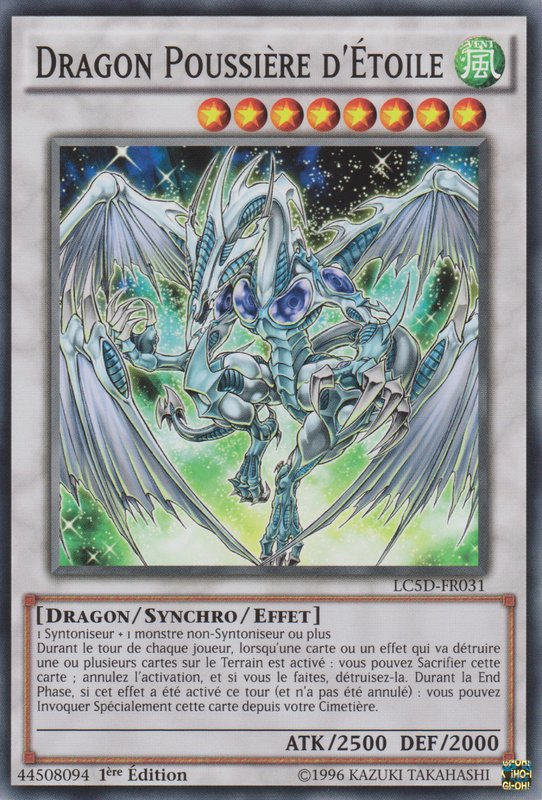 Dragon Poussière d'Étoile
VENT
風
LC5D-FR031
[Dragon/Synchro/Effet]
1 Syntoniseur + 1 monstre non-Syntoniseur ou plus
Durant le tour de chaque joueur, lorsqu'une carte ou un effet qui va détruire
une ou plusieurs cartes sur le Terrain est activé : vous pouvez Sacrifier cette
carte ; annulez l'activation, et si vous le faites, détruisez-la. Durant la End
Phase, si cet effet a été activé ce tour (et n'a pas été annulé) : vous pouvez
Invoquer Spécialement cette carte depuis votre Cimetière.
ATK/2500 DEF/2000
44508094 1ère Édition ©1996 KAZUKI TAKAHASHI